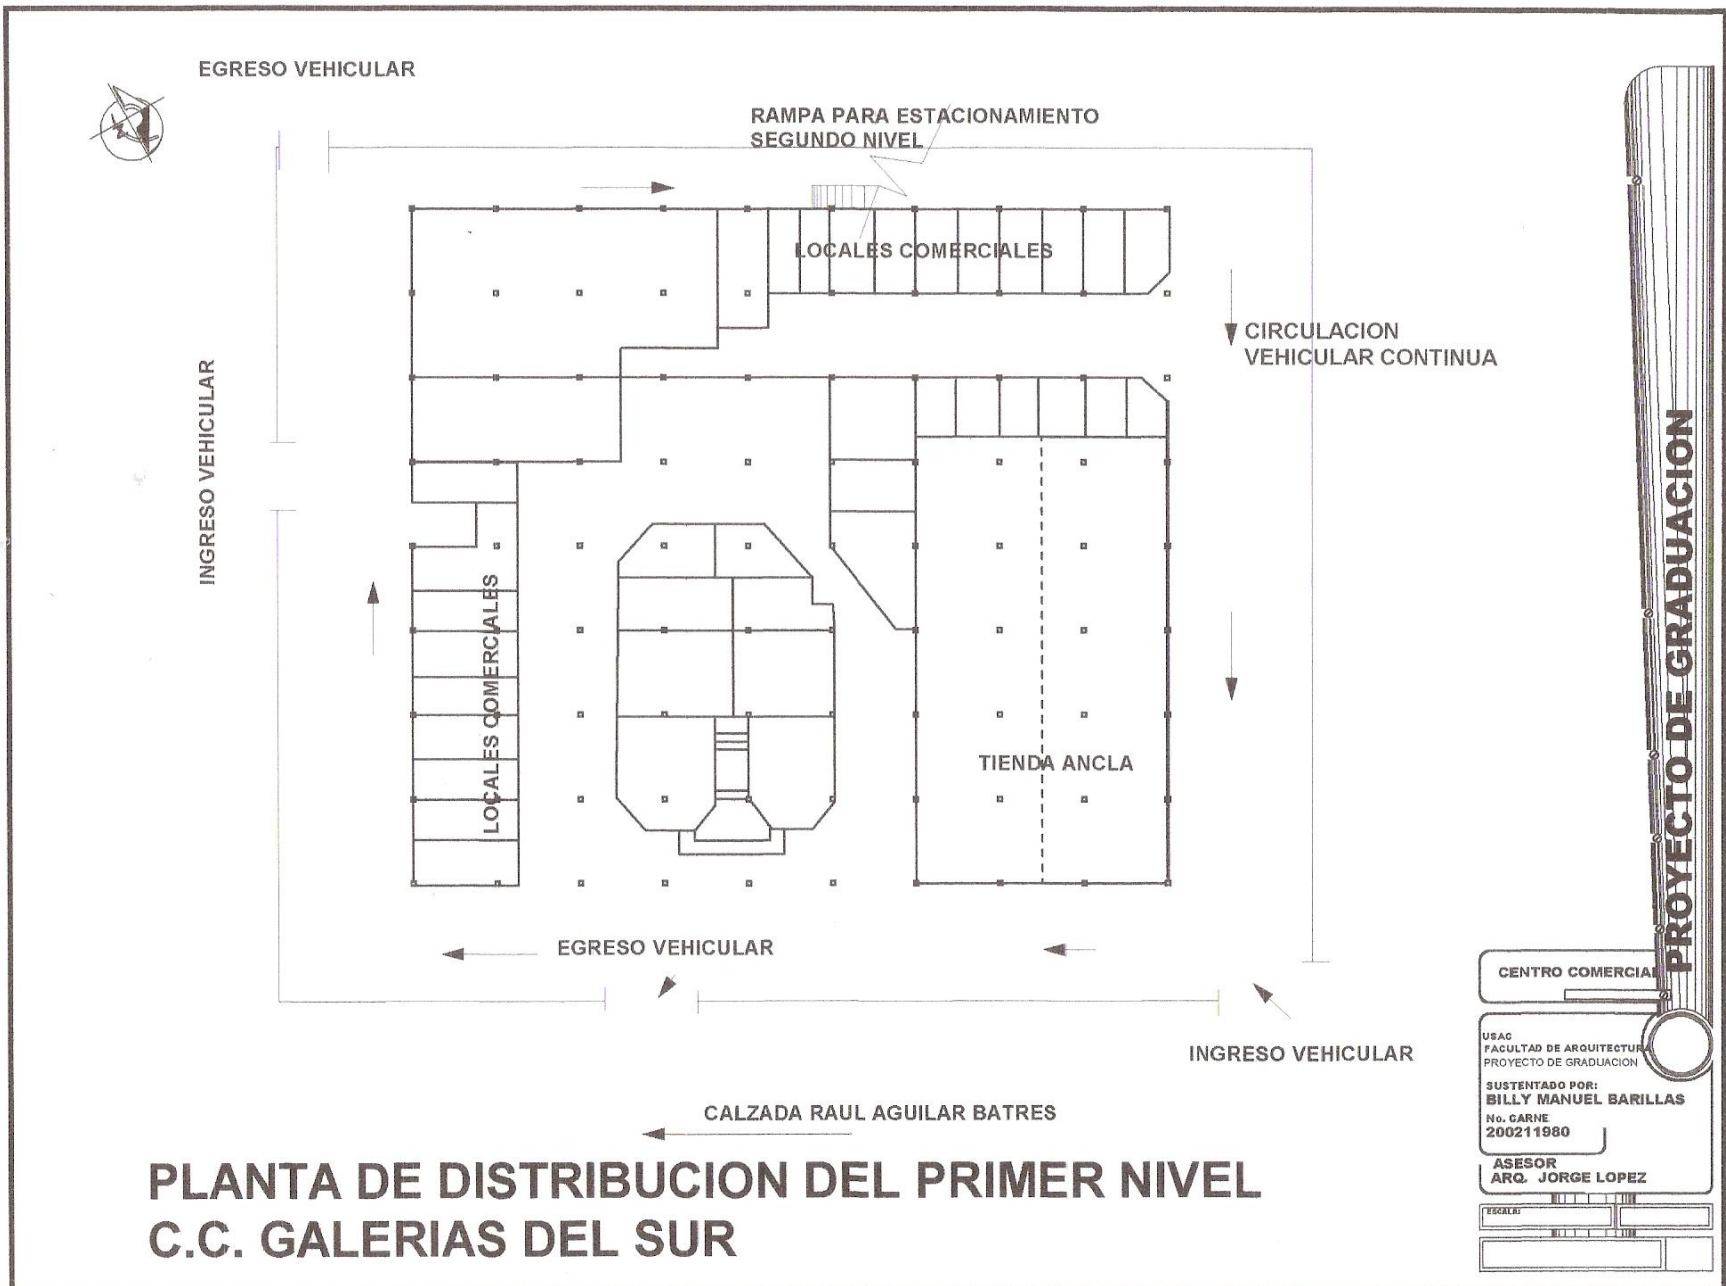 EGRESO VEHICULAR
RAMPA PARA ESTACIONAMIENTO
SEGUNDO NIVEL
LOCALES COMERCIALES
CIRCULACION
VEHICULAR CONTINUA
INGRESO VEHICULAR
LOCALES COMERCIALES
TIENDA ANCLA
EGRESO VEHICULAR
INGRESO VEHICULAR
CALZADA RAUL AGUILAR BATRES
PLANTA DE DISTRIBUCION DEL PRIMER NIVEL
C.C. GALERIAS DEL SUR
PROYECTO DE GRADUACION
CENTRO COMERCIAL
USAC
FACULTAD DE ARQUITECTURA
PROYECTO DE GRADUACION
SUSTENTADO POR:
BILLY MANUEL BARILLAS
No. CARNE
200211980
ASESOR
ARQ. JORGE LOPEZ
ESCALA: